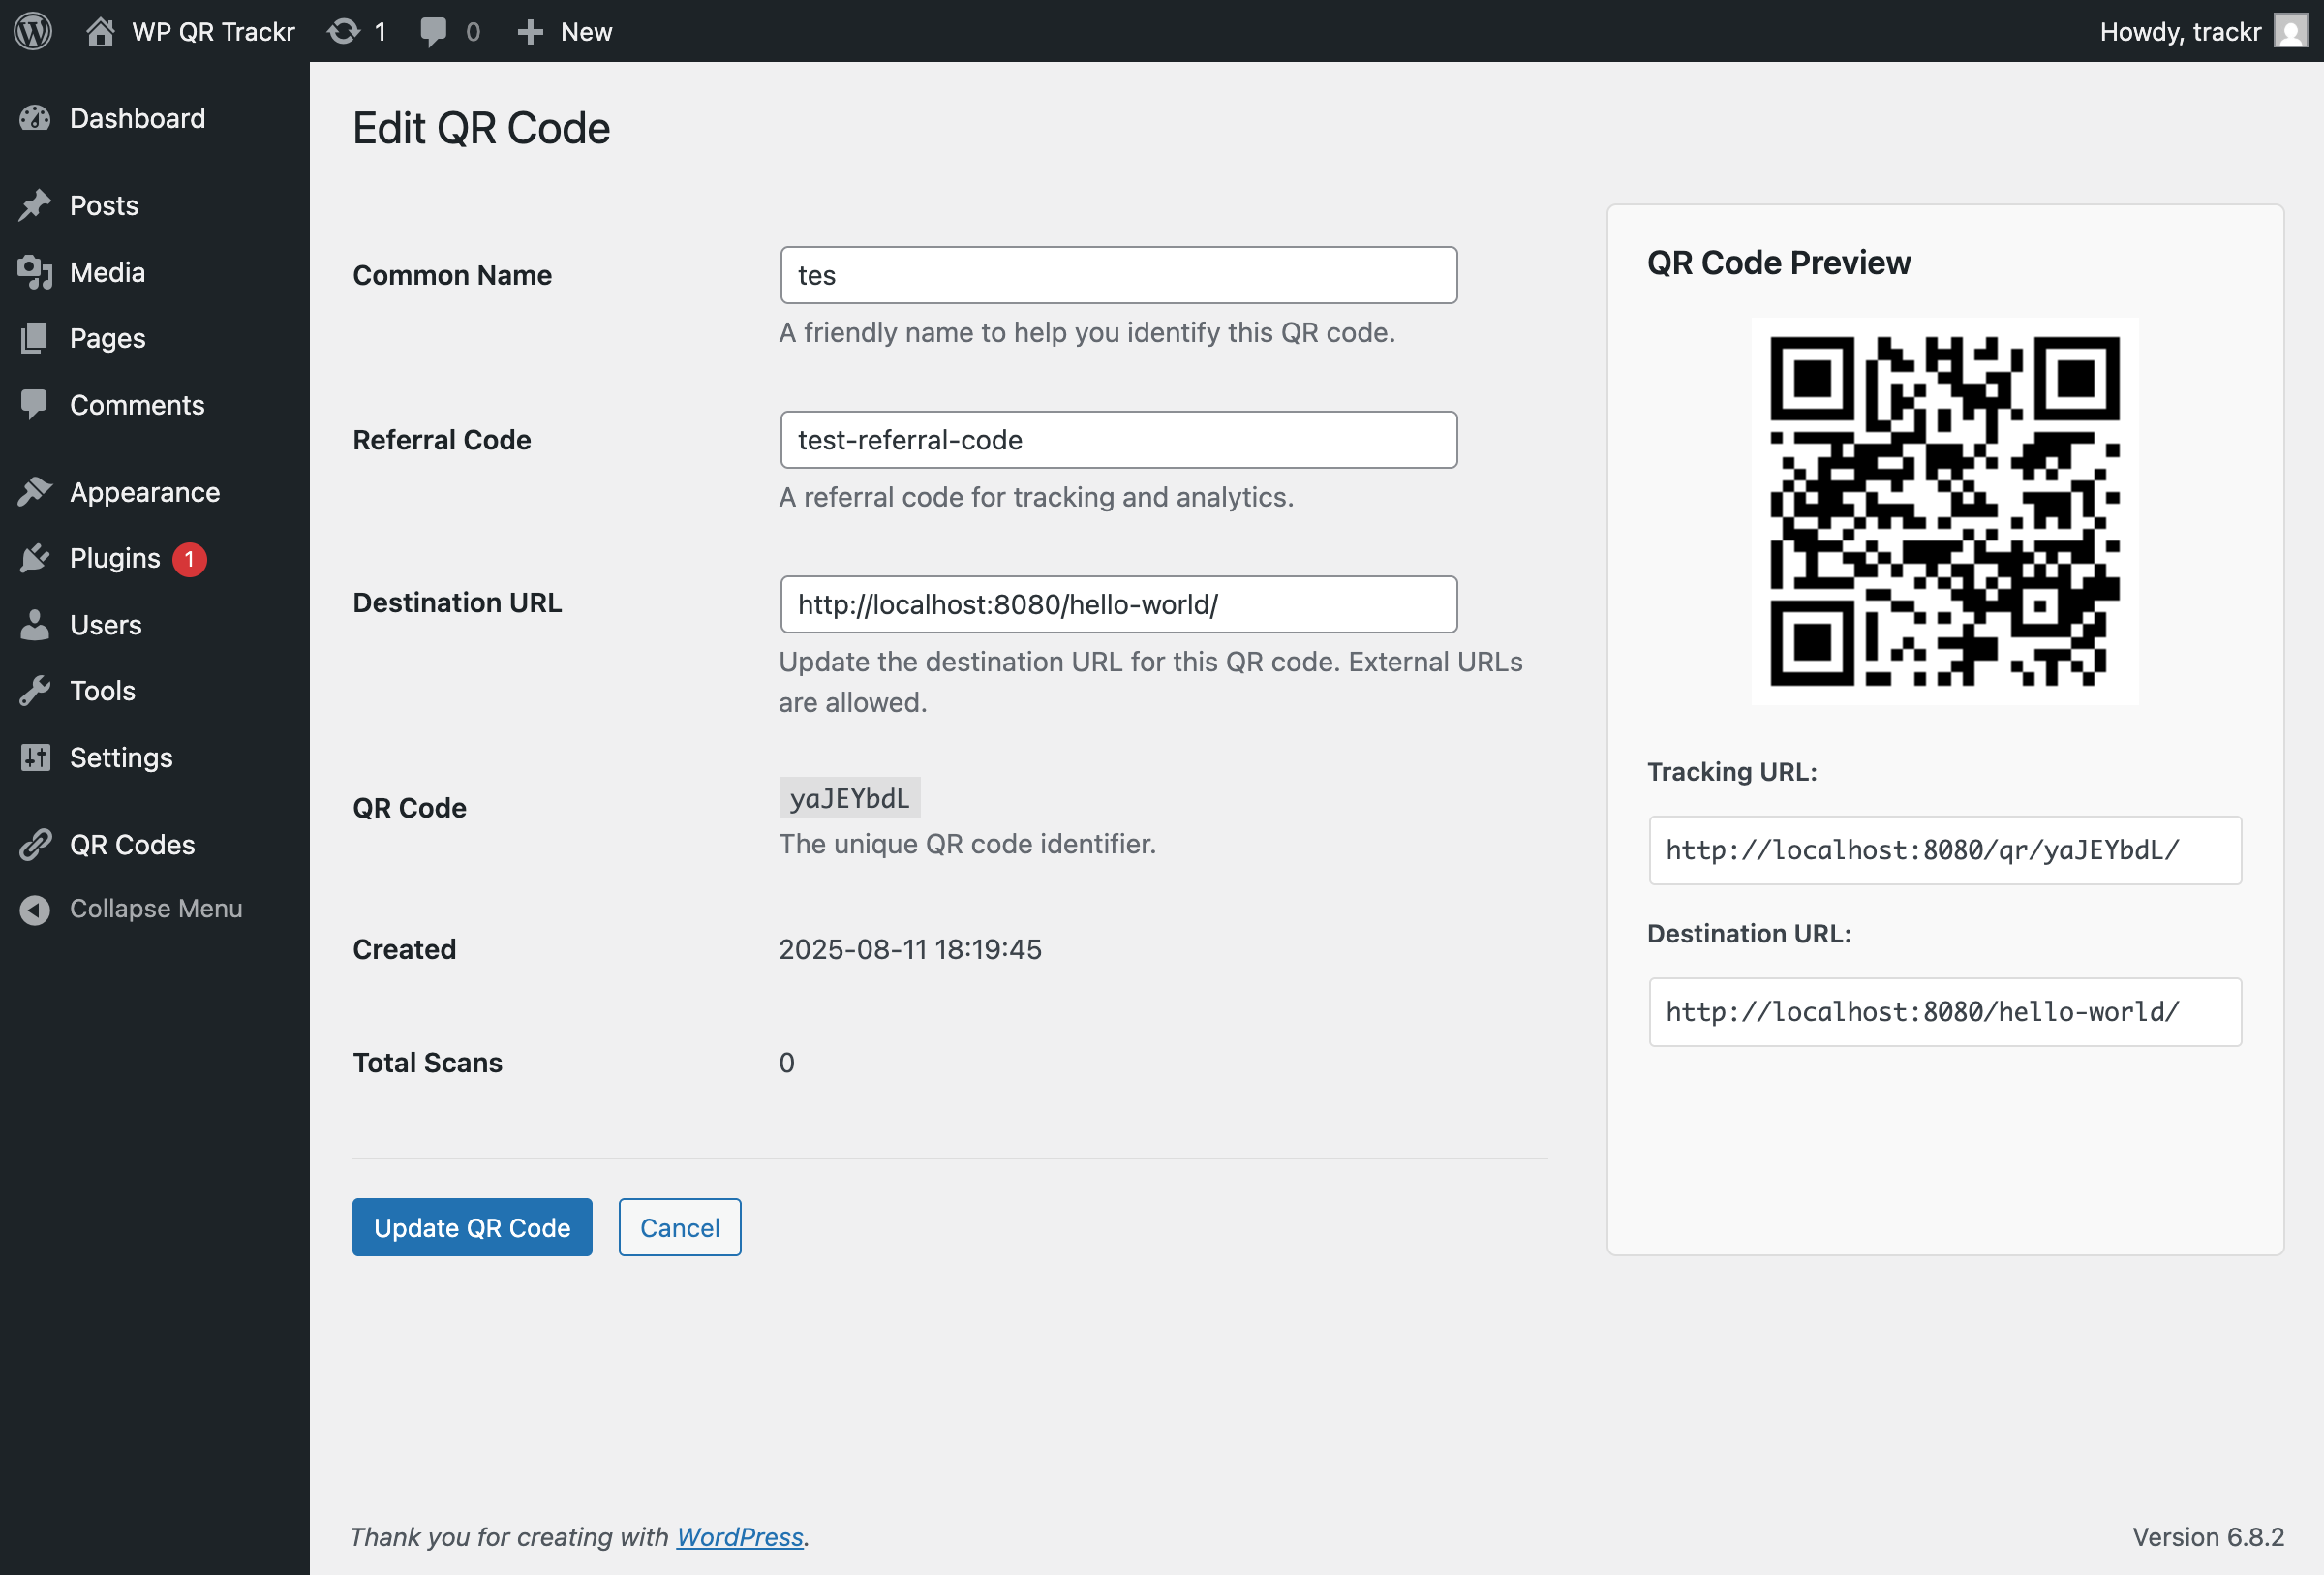 WP QR Trackr
1
0
New
Howdy, trackr
Dashboard
Posts
Media
Pages
Comments
Appearance
Plugins 1
Users
Tools
Settings
QR Codes
Collapse Menu
Edit QR Code
Common Name
tes
A friendly name to help you identify this QR code.
Referral Code
test-referral-code
A referral code for tracking and analytics.
Destination URL
http://localhost:8080/hello-world/
Update the destination URL for this QR code. External URLs
are allowed.
QR Code
yaJEYbdL
The unique QR code identifier.
Created
2025-08-11 18:19:45
Total Scans
0
Update QR Code
Cancel
QR Code Preview
Tracking URL:
http://localhost:8080/qr/yaJEYbdL/
Destination URL:
http://localhost:8080/hello-world/
Thank you for creating with WordPress.
Version 6.8.2